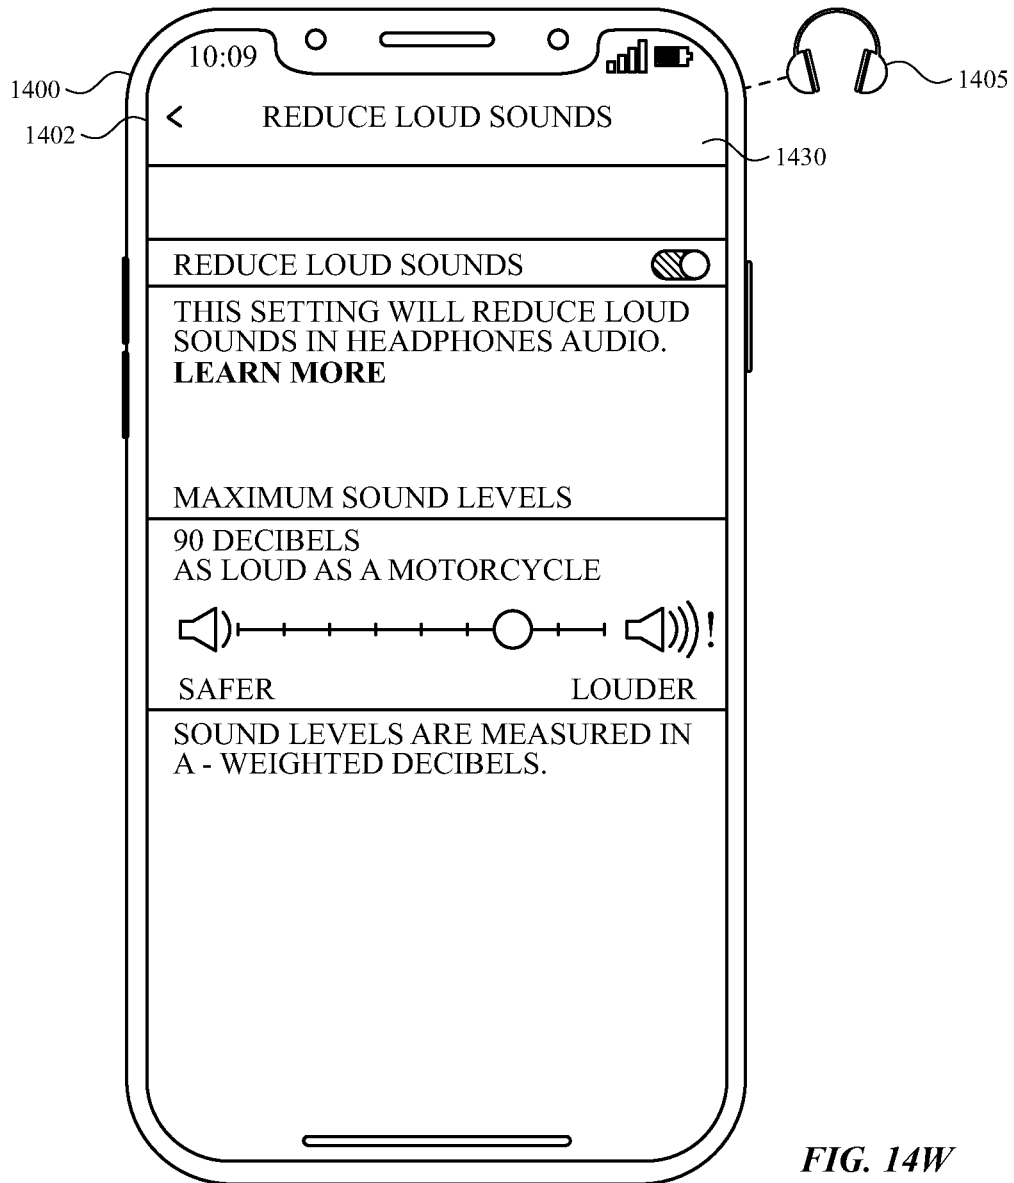 10:09
1400
1405
1402
< REDUCE LOUD SOUNDS
1430
REDUCE LOUD SOUNDS
THIS SETTING WILL REDUCE LOUD
SOUNDS IN HEADPHONES AUDIO.
LEARN MORE
MAXIMUM SOUND LEVELS
90 DECIBELS
AS LOUD AS A MOTORCYCLE
!
SAFER LOUDER
SOUND LEVELS ARE MEASURED IN
A - WEIGHTED DECIBELS.
FIG. 14W